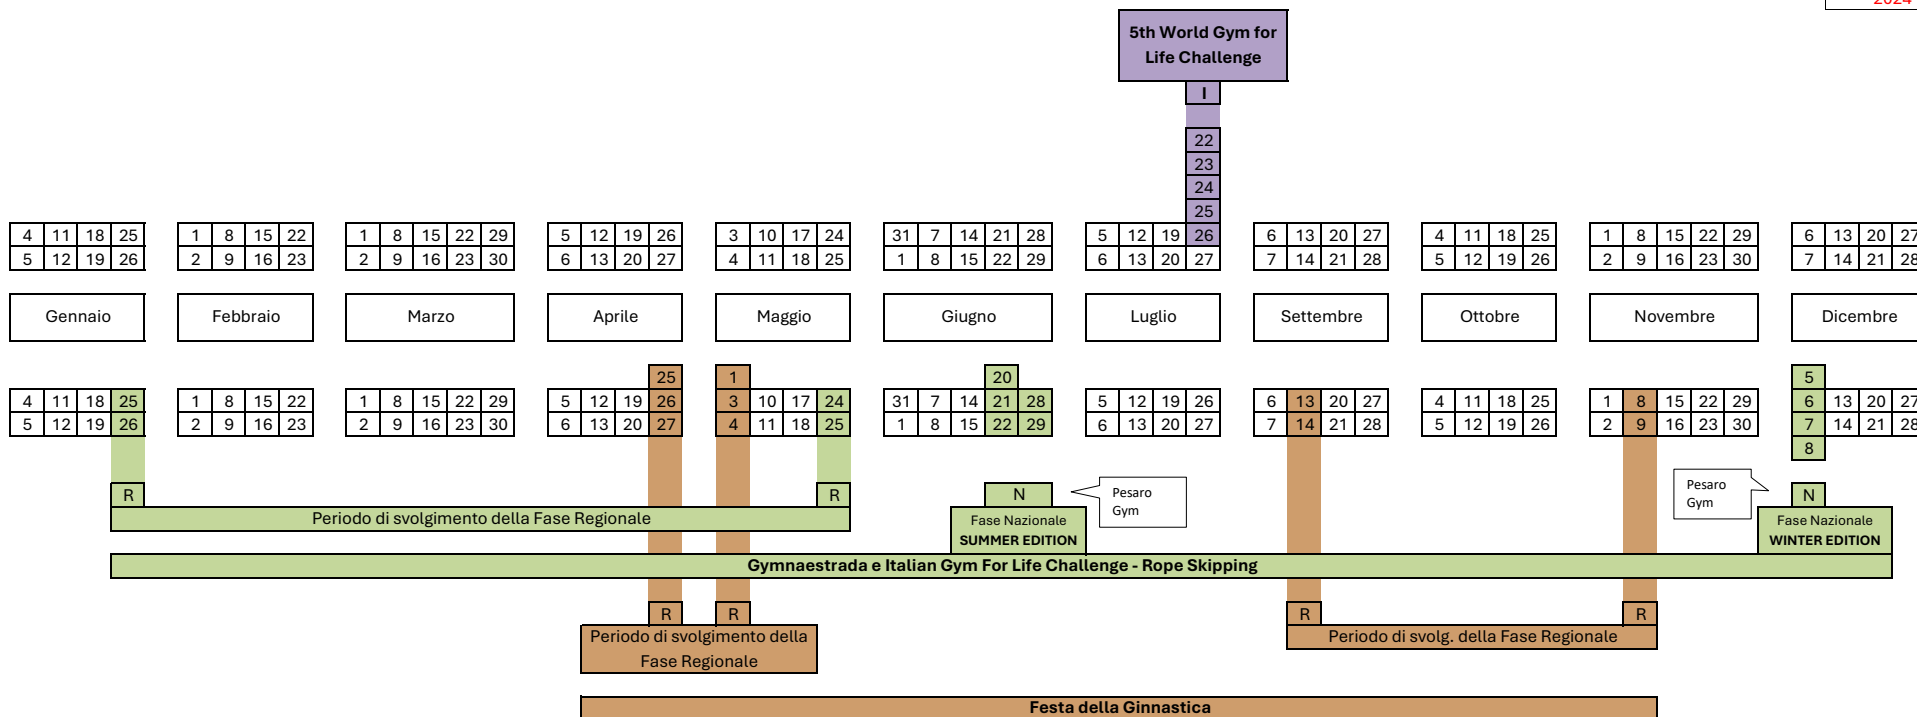 2024
5th World Gym for
Life Challenge
I
22
23
24
25
4 11 18 25 1 8 15 22 1 8 15 22 29 5 12 19 26 3 10 17 24 31 7 14 21 28 5 12 19 26 6 13 20 27 4 11 18 25 1 8 15 22 29 6 13 20 27
5 12 19 26 2 9 16 23 2 9 16 23 30 6 13 20 27 4 11 18 25 1 8 15 22 29 6 13 20 27 7 14 21 28 5 12 19 26 2 9 16 23 30 7 14 21 28
Gennaio Febbraio Marzo Aprile Maggio Giugno Luglio Settembre Ottobre Novembre Dicembre
25 1 20 5
4 11 18 25 1 8 15 22 1 8 15 22 29 5 12 19 26 3 10 17 24 31 7 14 21 28 5 12 19 26 6 13 20 27 4 11 18 25 1 8 15 22 29 6 13 20 27
5 12 19 26 2 9 16 23 2 9 16 23 30 6 13 20 27 4 11 18 25 1 8 15 22 29 6 13 20 27 7 14 21 28 5 12 19 26 2 9 16 23 30 7 14 21 28
8
R R N N
Pesaro
Gym
Pesaro
Gym
Periodo di svolgimento della Fase Regionale
Fase Nazionale
SUMMER EDITION
Fase Nazionale
WINTER EDITION
Gymnaestrada e Italian Gym For Life Challenge - Rope Skipping
R R R R
Periodo di svolgimento della
Fase Regionale
Periodo di svolg. della Fase Regionale
Festa della Ginnastica